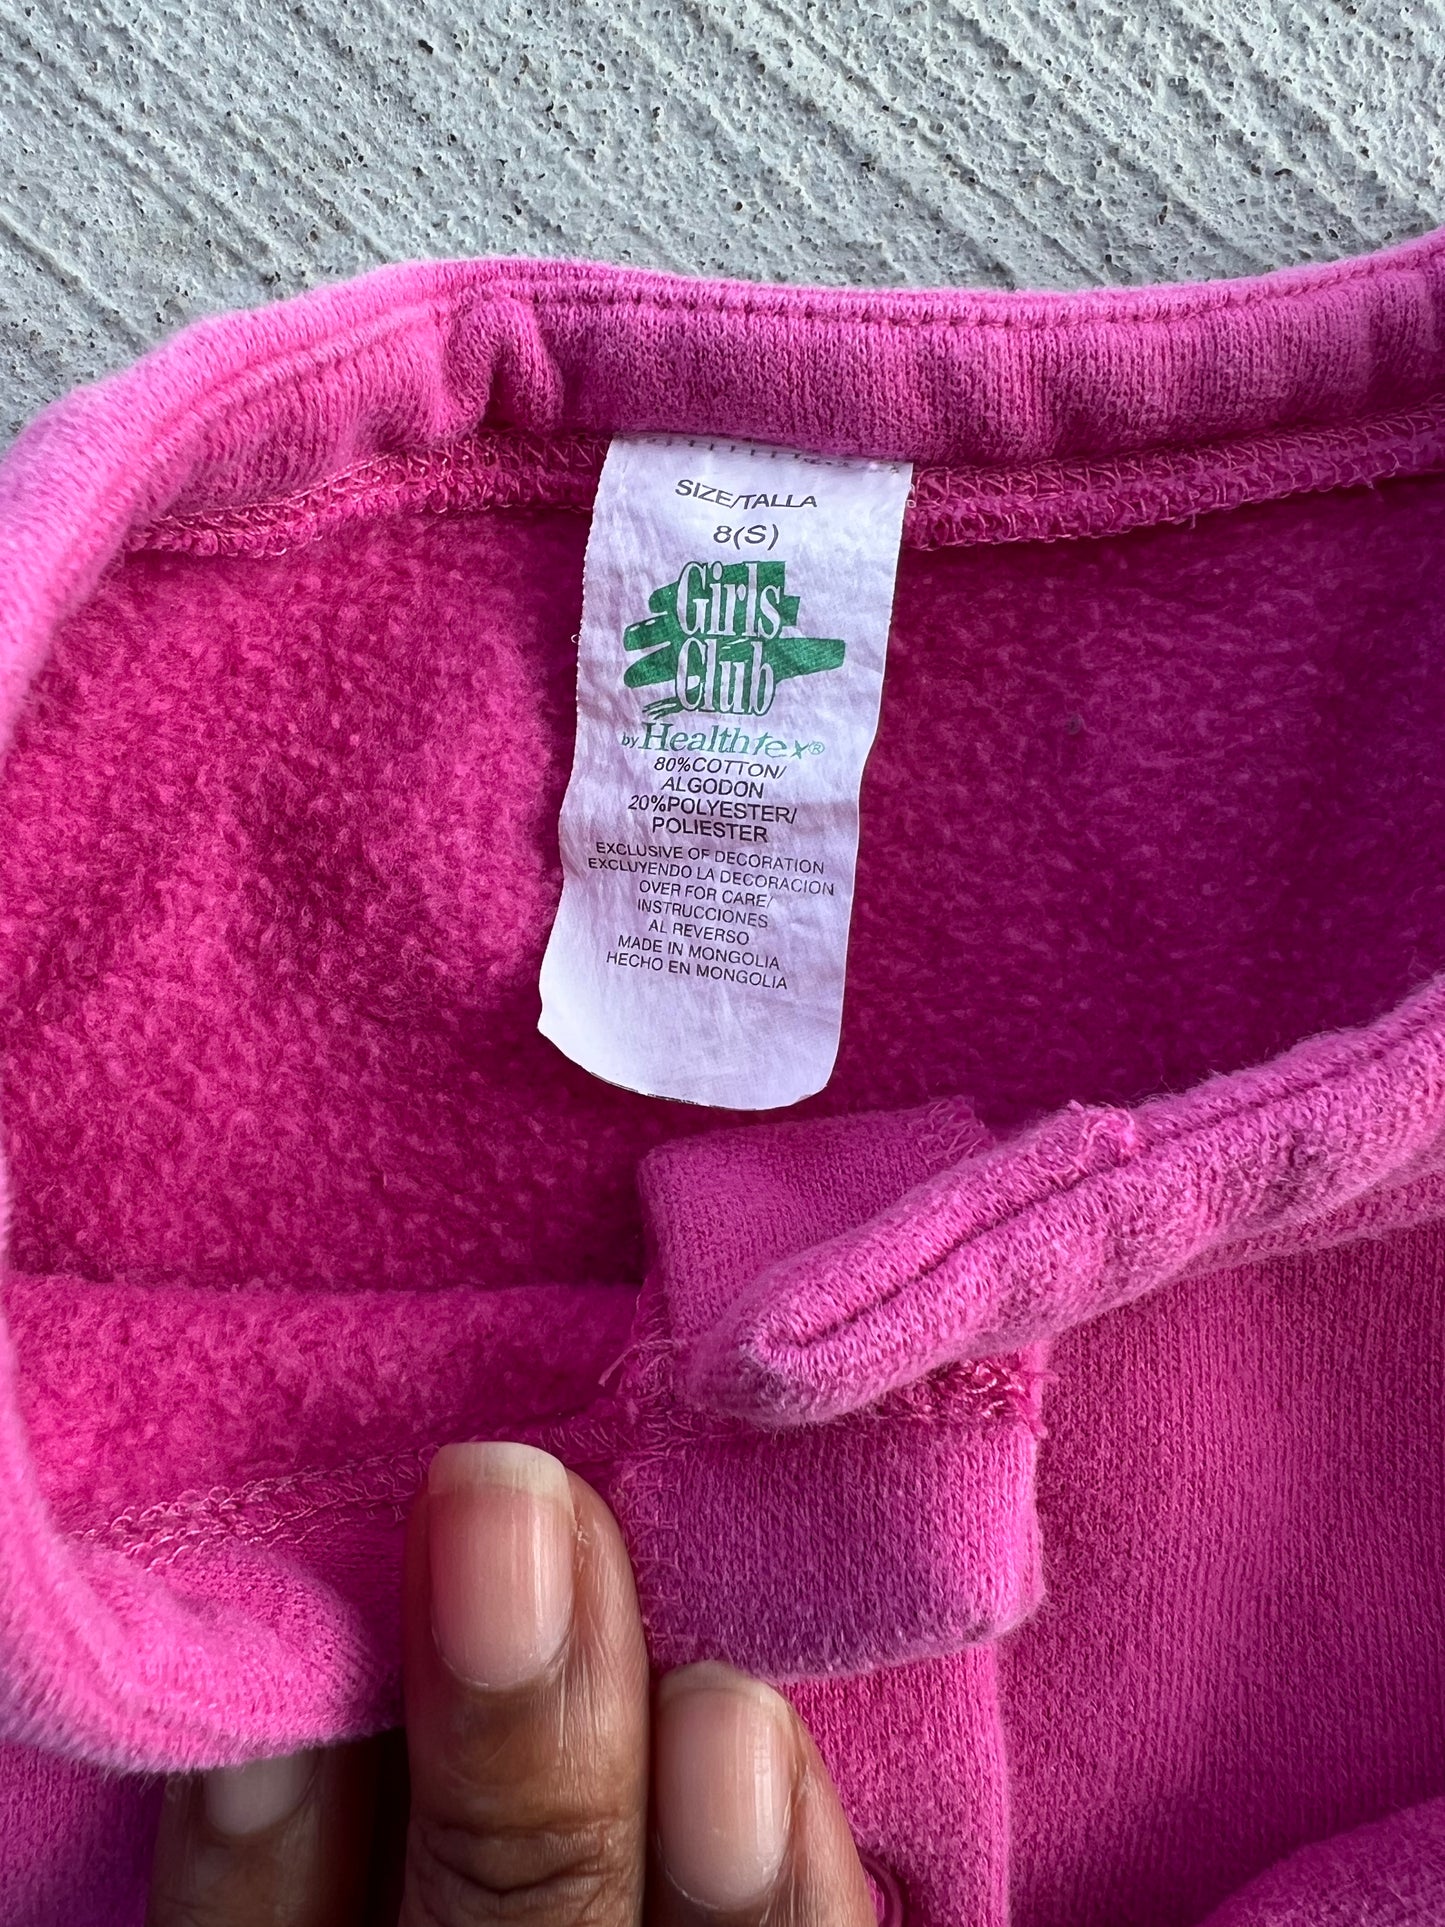 SIZE/TALLA
8(S)
Girls
Club
by Healthtex®
80%COTTON/
ALGODON
20%POLYESTER/
POLIESTER
EXCLUSIVE OF DECORATION
EXCLUYENDO LA DECORACION
OVER FOR CARE/
INSTRUCCIONES
AL REVERSO
MADE IN MONGOLIA
HECHO EN MONGOLIA